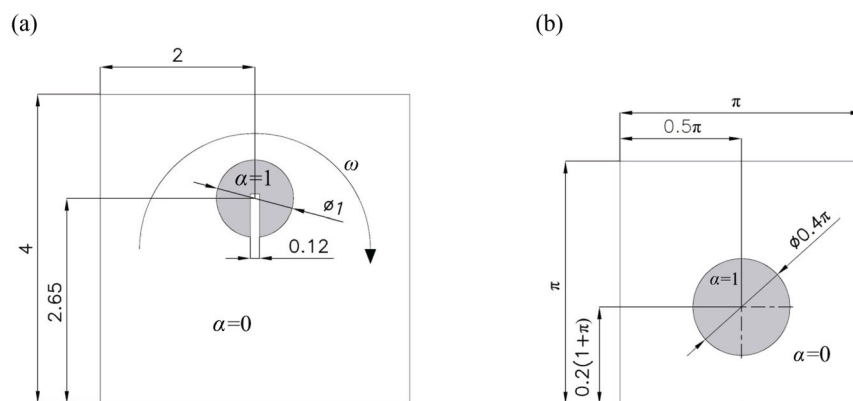 (a)
2
ω
α=1
ø1
4
0.12
2.65
α=0
(b)
π
0.5π
ø0.4π
α=1
π
0.2(1+π)
α=0